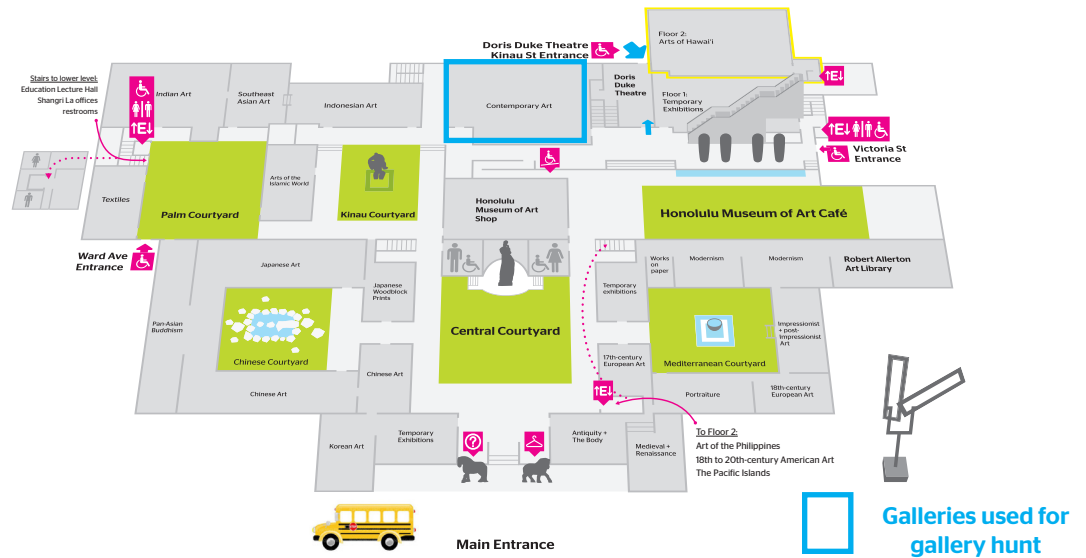 Doris Duke Theatre
Kinau St Entrance
Floor 2:
Arts of Hawai'i
Stairs to lower level:
Education Lecture Hall
Shangri La offices
restrooms
Indian Art
Southeast
Asian Art
Indonesian Art
Contemporary Art
Doris
Duke
Theatre
Floor 1:
Temporary
Exhibitions
E
E
E
Victoria St
Entrance
Textiles
Palm Courtyard
Arts of the
Islamic World
Kinau Courtyard
Honolulu
Museum of Art
Shop
Honolulu Museum of Art Café
Ward Ave
Entrance
Japanese Art
Japanese
Woodblock
Prints
Works
on
paper
Modernism
Modernism
Robert Allerton
Art Library
Temporary
exhibitions
Pan-Asian
Buddhism
Central Courtyard
Impressionist
+ post-
Impressionist
Art
Chinese Courtyard
Chinese Art
17th-century
European Art
Mediterranean Courtyard
Chinese Art
E
Portraiture
18th-century
European Art
Korean Art
Temporary
Exhibitions
?
Antiquity +
The Body
Medieval +
Renaissance
To Floor 2:
Art of the Philippines
18th to 20th-century American Art
The Pacific Islands
Main Entrance
Galleries used for
gallery hunt